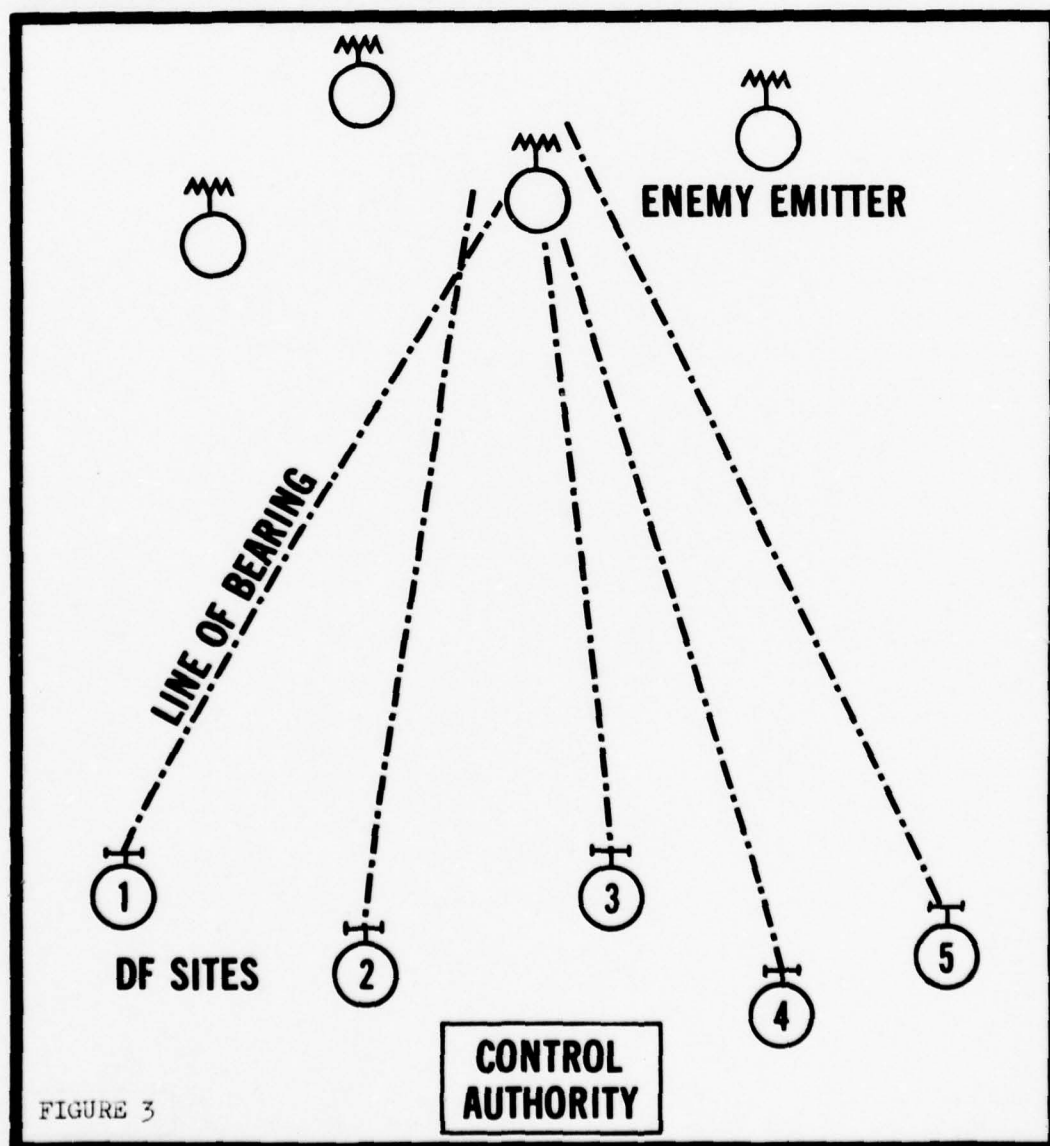 ENEMY EMITTER
LINE OF BEARING
1
2
3
4
5
DF SITES
CONTROL
AUTHORITY
FIGURE 3